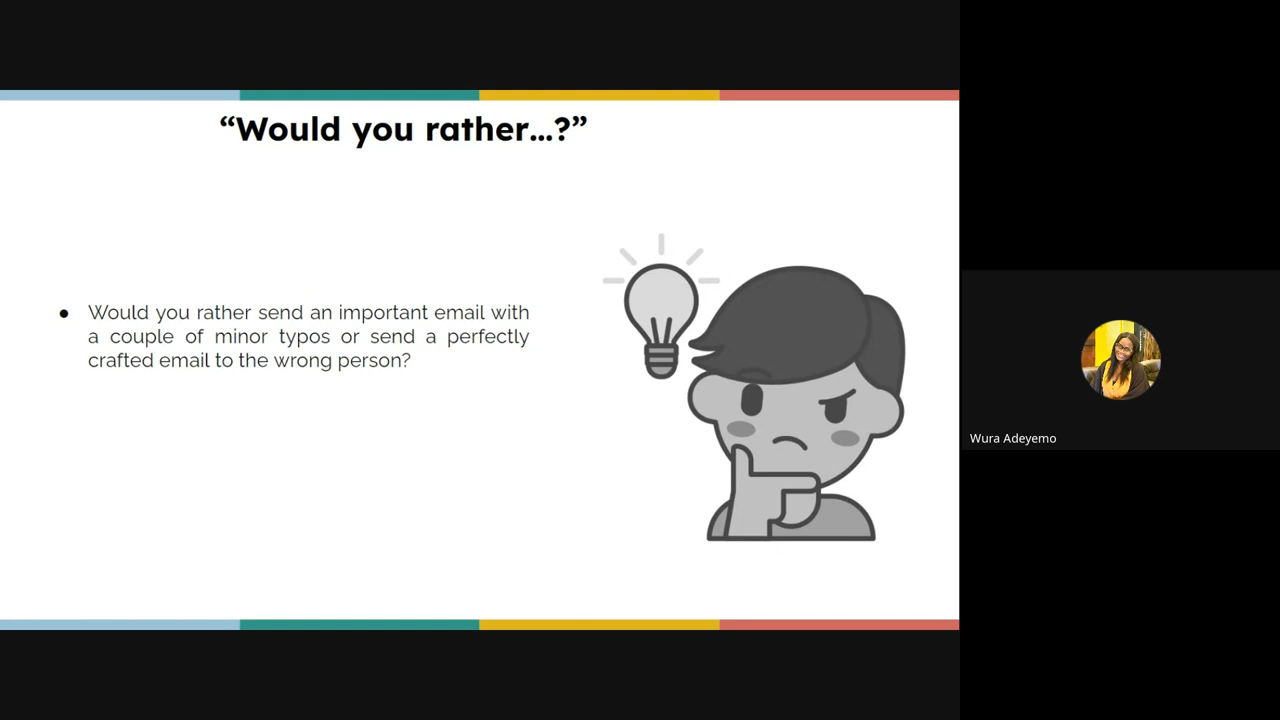 “Would you rather...?”
● Would you rather send an important email with
a couple of minor typos or send a perfectly
crafted email to the wrong person?
Wura Adeyemo